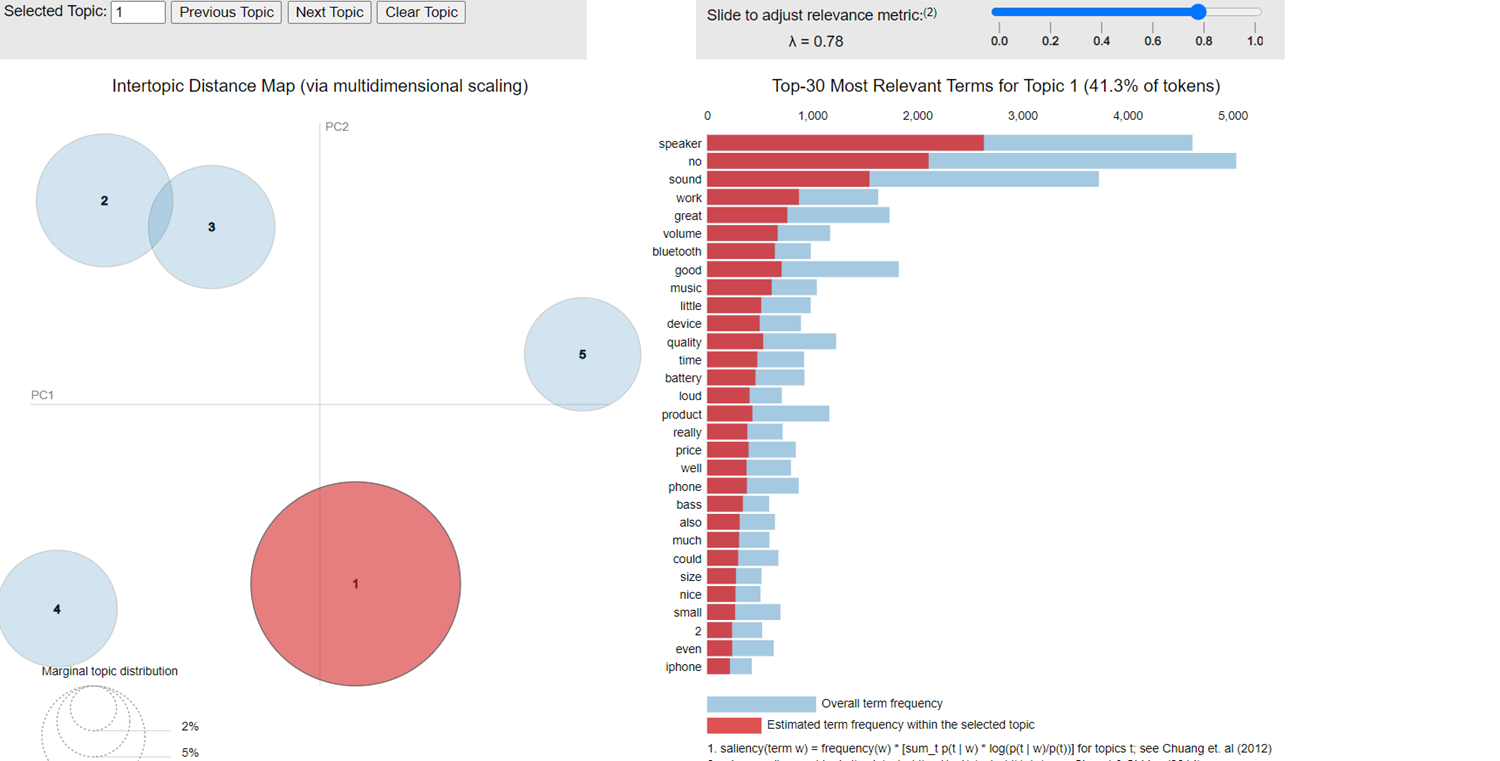 Selected Topic: 1 Previous Topic Next Topic Clear Topic
Slide to adjust relevance metric:(2)
λ = 0.78
0.0 0.2 0.4 0.6 0.8 1.0
Intertopic Distance Map (via multidimensional scaling)
PC2
PC1
2
3
5
1
4
Marginal topic distribution
2%
5%
Top-30 Most Relevant Terms for Topic 1 (41.3% of tokens)
0 1,000 2,000 3,000 4,000 5,000
speaker
no
sound
work
great
volume
bluetooth
good
music
little
device
quality
time
battery
loud
product
really
price
well
phone
bass
also
much
could
size
nice
small
2
even
iphone
Overall term frequency
Estimated term frequency within the selected topic
1. saliency(term w) = frequency(w) * [sum_t p(t | w) * log(p(t | w)/p(t))] for topics t; see Chuang et. al (2012)